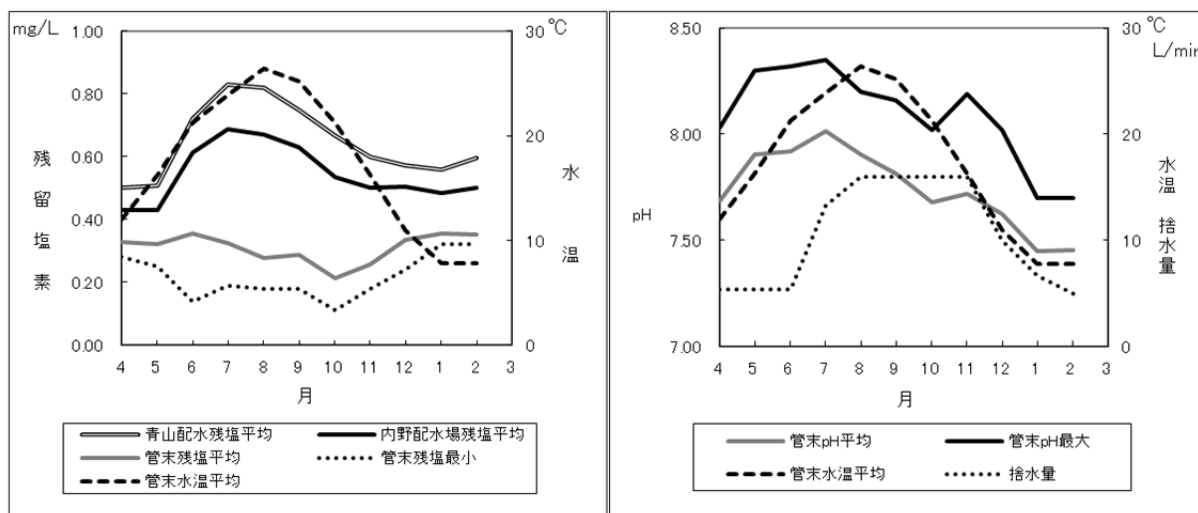 mg/L
1.00
0.80
0.60
0.40
0.20
0.00
残留塩素
30
20
10
0
℃
水温
4 5 6 7 8 9 10 11 12 1 2 3
月
青山配水残塩平均
内野配水場残塩平均
管末残塩平均
管末残塩最小
管末水温平均
8.50
8.00
7.50
7.00
pH
30
20
10
0
℃
L/min
水温
捨水量
4 5 6 7 8 9 10 11 12 1 2 3
月
管末pH平均
管末pH最大
管末水温平均
捨水量